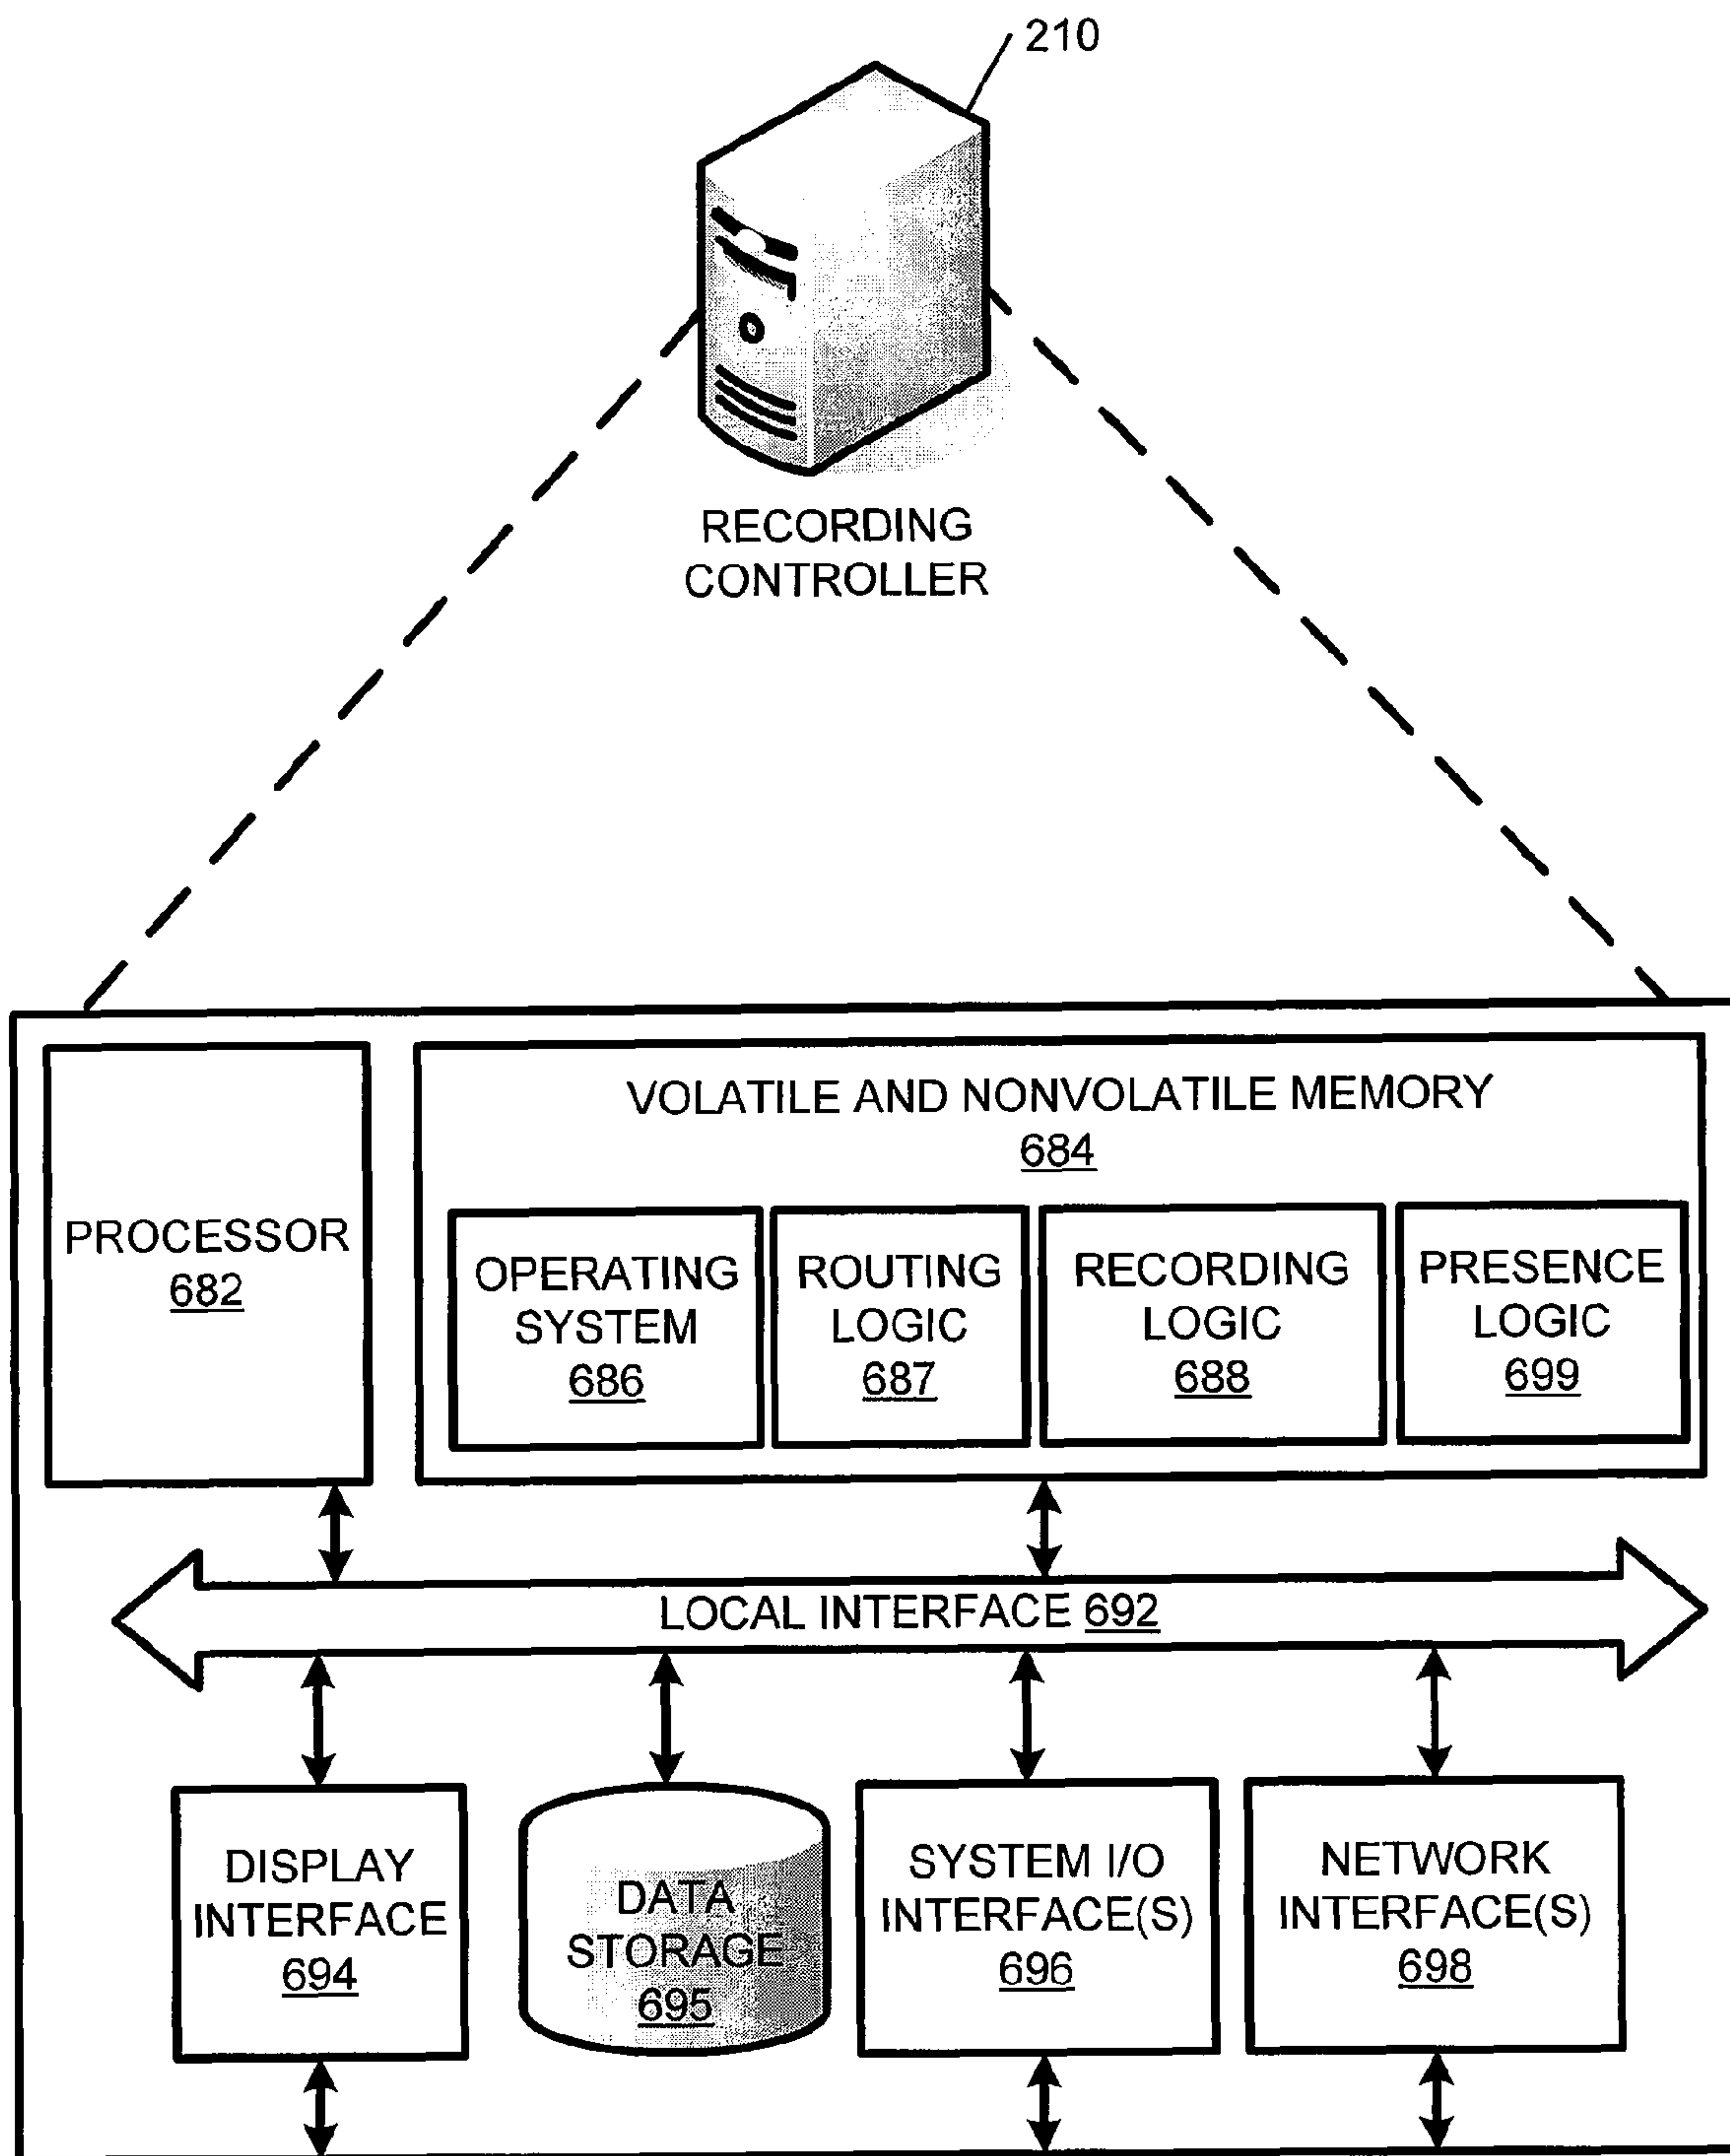 210
RECORDING
CONTROLLER
VOLATILE AND NONVOLATILE MEMORY
684
PROCESSOR
682
OPERATING
SYSTEM
686
ROUTING
LOGIC
687
RECORDING
LOGIC
688
PRESENCE
LOGIC
699
LOCAL INTERFACE 692
DISPLAY
INTERFACE
694
DATA
STORAGE
695
SYSTEM I/O
INTERFACE(S)
696
NETWORK
INTERFACE(S)
698